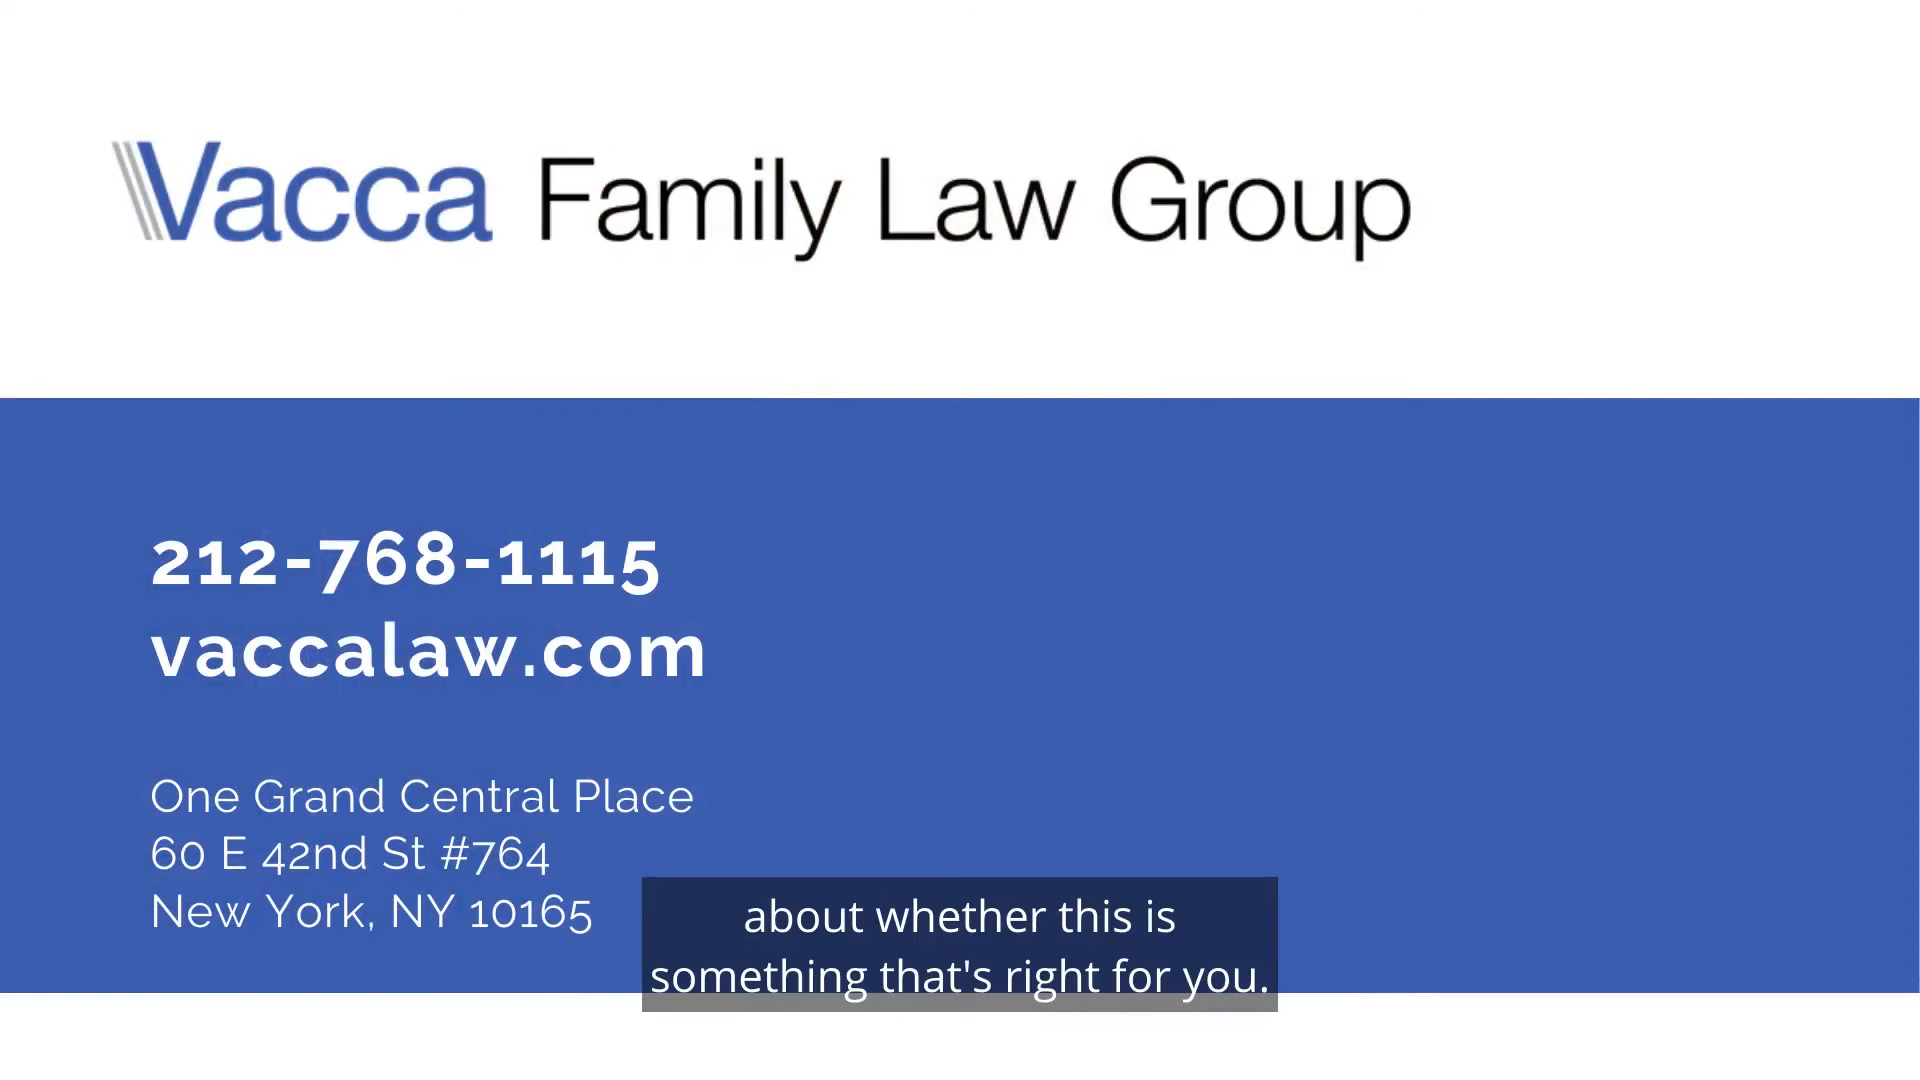 Vacca Family Law Group
212-768-1115
vaccalaw.com
One Grand Central Place
60 E 42nd St #764
New York, NY 10165
about whether this is
something that's right for you.